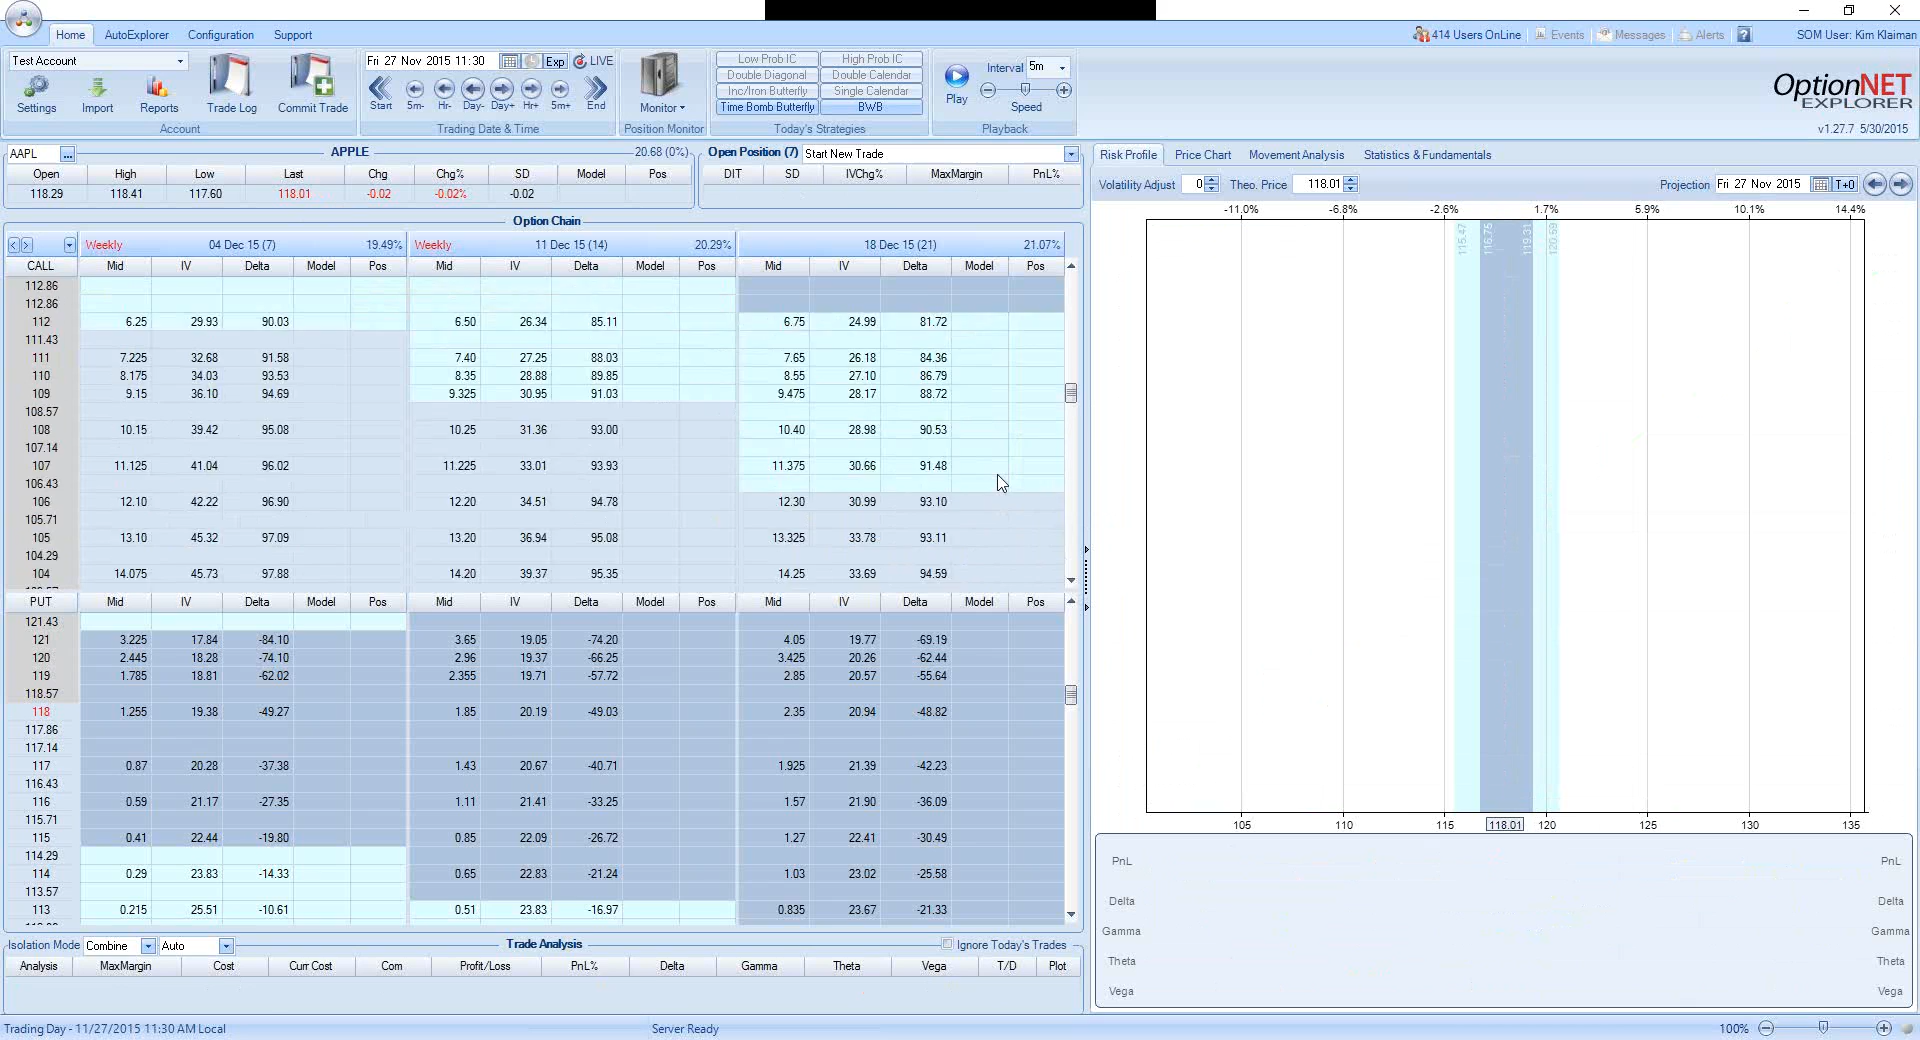 Home AutoExplorer Configuration Support
414 Users OnLine Events Messages Alerts ? SOM User: Kim Klaiman
Test Account
Settings Import Reports Trade Log Commit Trade
Account
Fri 27 Nov 2015 11:30 Exp LIVE
Start 5m- Hr- Day- Day+ Hr+ 5m+ End
Trading Date & Time
Monitor
Position Monitor
Low Prob IC High Prob IC
Double Diagonal Double Calendar
Inc/Iron Butterfly Single Calendar
Time Bomb Butterfly BWB
Today's Strategies
Play Interval 5m
Speed
Playback
OptionNET
EXPLORER
v1.27.7 5/30/2015
AAPL ... APPLE 20.68 (0%)
Open High Low Last Chg Chg% SD Model Pos
118.29 118.41 117.60 118.01 -0.02 -0.02% -0.02
Open Position (7) Start New Trade
DIT SD IVChg% MaxMargin PnL%
Option Chain
Weekly 04 Dec 15 (7) 19.49% Weekly 11 Dec 15 (14) 20.29% 18 Dec 15 (21) 21.07%
CALL Mid IV Delta Model Pos Mid IV Delta Model Pos Mid IV Delta Model Pos
112.86
112.86
112 6.25 29.93 90.03 6.50 26.34 85.11 6.75 24.99 81.72
111.43
111 7.225 32.68 91.58 7.40 27.25 88.03 7.65 26.18 84.36
110 8.175 34.03 93.53 8.35 28.88 89.85 8.55 27.10 86.79
109 9.15 36.10 94.69 9.325 30.95 91.03 9.475 28.17 88.72
108.57
108 10.15 39.42 95.08 10.25 31.36 93.00 10.40 28.98 90.53
107.14
107 11.125 41.04 96.02 11.225 33.01 93.93 11.375 30.66 91.48
106.43
106 12.10 42.22 96.90 12.20 34.51 94.78 12.30 30.99 93.10
105.71
105 13.10 45.32 97.09 13.20 36.94 95.08 13.325 33.78 93.11
104.29
104 14.075 45.73 97.88 14.20 39.37 95.35 14.25 33.69 94.59
PUT Mid IV Delta Model Pos Mid IV Delta Model Pos Mid IV Delta Model Pos
121.43
121 3.225 17.84 -84.10 3.65 19.05 -74.20 4.05 19.77 -69.19
120 2.445 18.28 -74.10 2.96 19.37 -66.25 3.425 20.26 -62.44
119 1.785 18.81 -62.02 2.355 19.71 -57.72 2.85 20.57 -55.64
118.57
118 1.255 19.38 -49.27 1.85 20.19 -49.03 2.35 20.94 -48.82
117.86
117.14
117 0.87 20.28 -37.38 1.43 20.67 -40.71 1.925 21.39 -42.23
116.43
116 0.59 21.17 -27.35 1.11 21.41 -33.25 1.57 21.90 -36.09
115.71
115 0.41 22.44 -19.80 0.85 22.09 -26.72 1.27 22.41 -30.49
114.29
114 0.29 23.83 -14.33 0.65 22.83 -21.24 1.03 23.02 -25.58
113.57
113 0.215 25.51 -10.61 0.51 23.83 -16.97 0.835 23.67 -21.33
Isolation Mode Combine Auto Trade Analysis Ignore Today's Trades
Analysis MaxMargin Cost Curr Cost Com Profit/Loss PnL% Delta Gamma Theta Vega T/D Plot
Risk Profile Price Chart Movement Analysis Statistics & Fundamentals
Volatility Adjust 0 Theo. Price 118.01 Projection Fri 27 Nov 2015 T+0
-11.0% -6.8% -2.6% 1.7% 5.9% 10.1% 14.4%
115.47 116.75 119.31 120.59
105 110 115 118.01 120 125 130 135
PnL PnL
Delta Delta
Gamma Gamma
Theta Theta
Vega Vega
Trading Day - 11/27/2015 11:30 AM Local Server Ready 100%